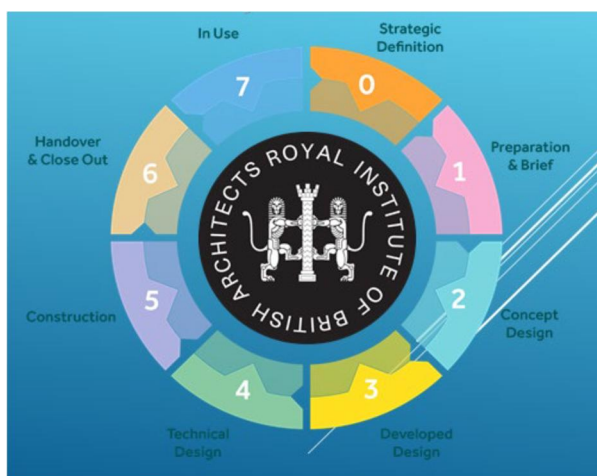 Strategic
Definition
0
Preparation
& Brief
1
Concept
Design
2
Developed
Design
3
Technical
Design
4
Construction
5
Handover
& Close Out
6
In Use
7
ROYAL INSTITUTE OF BRITISH ARCHITECTS